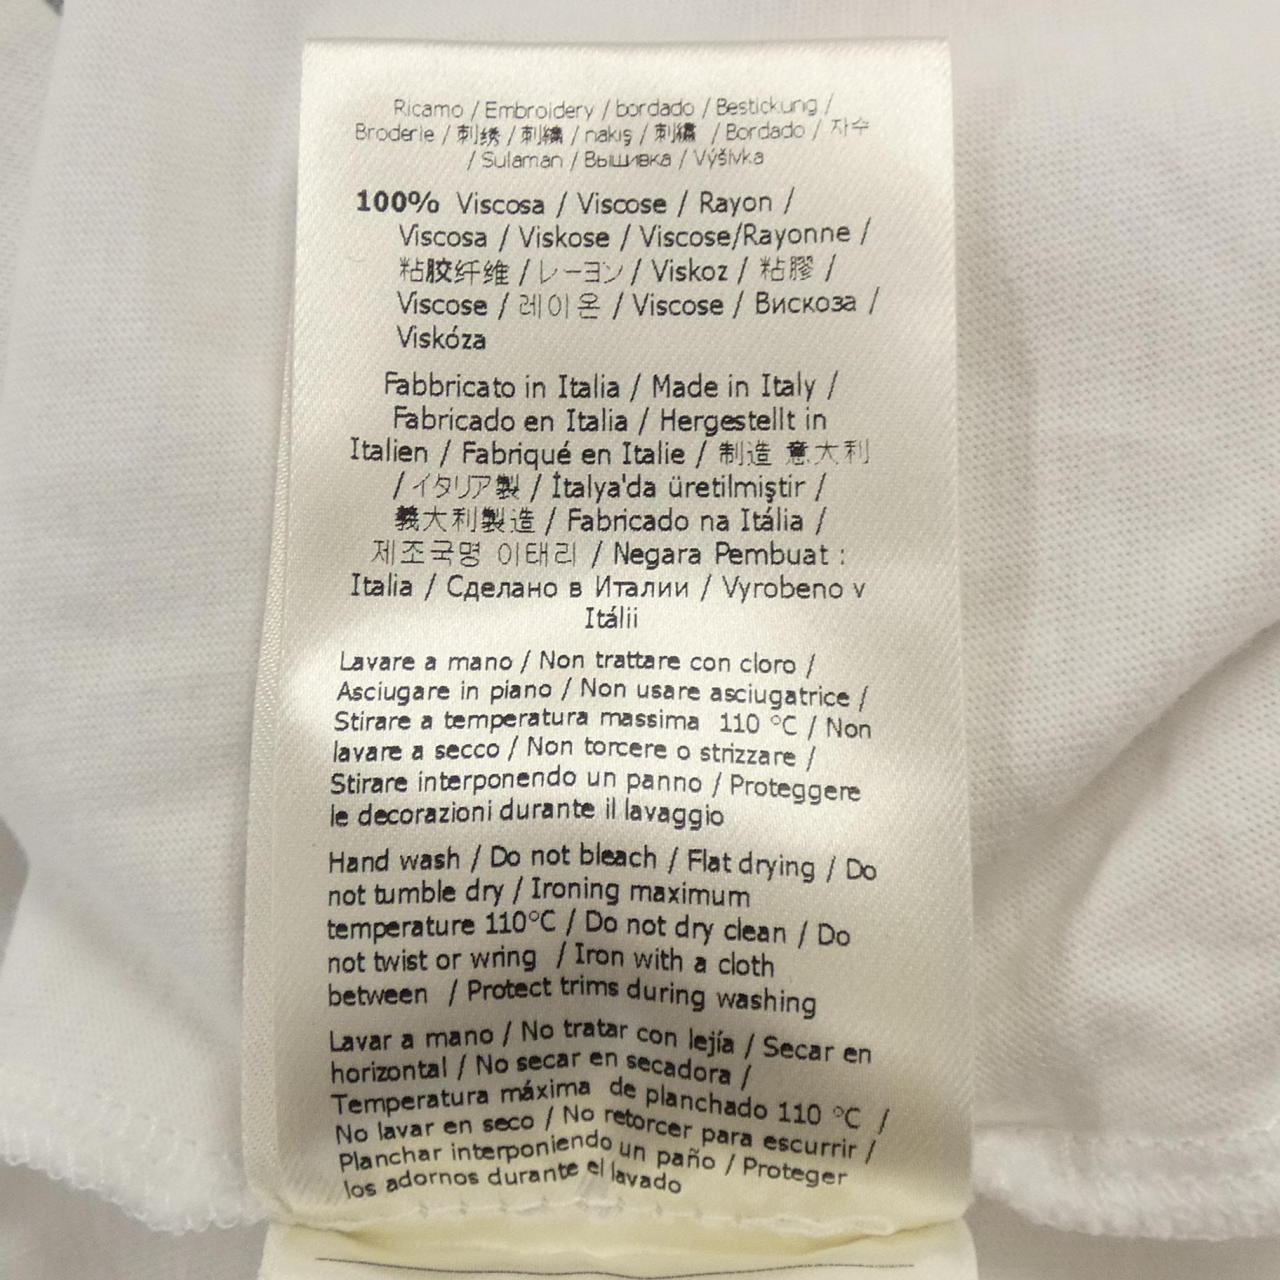 Ricamo / Embroidery / bordado / Bestickung /
Broderie / 刺绣 / 刺繍 / nakış / 刺繡 / Bordado / 자수
/ Sulaman / Вышивка / Výšivka
100% Viscosa / Viscose / Rayon /
Viscosa / Viskose / Viscose/Rayonne /
粘胶纤维 / レーヨン / Viskoz / 粘膠 /
Viscose / 레이온 / Viscose / Вискоза /
Viskóza
Fabbricato in Italia / Made in Italy /
Fabricado en Italia / Hergestellt in
Italien / Fabriqué en Italie / 制造 意大利
/ イタリア製 / İtalya'da üretilmiştir /
義大利製造 / Fabricado na Itália /
제조국명 이태리 / Negara Pembuat :
Italia / Сделано в Италии / Vyrobeno v
Itálii
Lavare a mano / Non trattare con cloro /
Asciugare in piano / Non usare asciugatrice /
Stirare a temperatura massima 110 °C / Non
lavare a secco / Non torcere o strizzare /
Stirare interponendo un panno / Proteggere
le decorazioni durante il lavaggio
Hand wash / Do not bleach / Flat drying / Do
not tumble dry / Ironing maximum
temperature 110°C / Do not dry clean / Do
not twist or wring / Iron with a cloth
between / Protect trims during washing
Lavar a mano / No tratar con lejía / Secar en
horizontal / No secar en secadora /
Temperatura máxima de planchado 110 °C /
No lavar en seco / No retorcer para escurrir /
Planchar interponiendo un paño / Proteger
los adornos durante el lavado